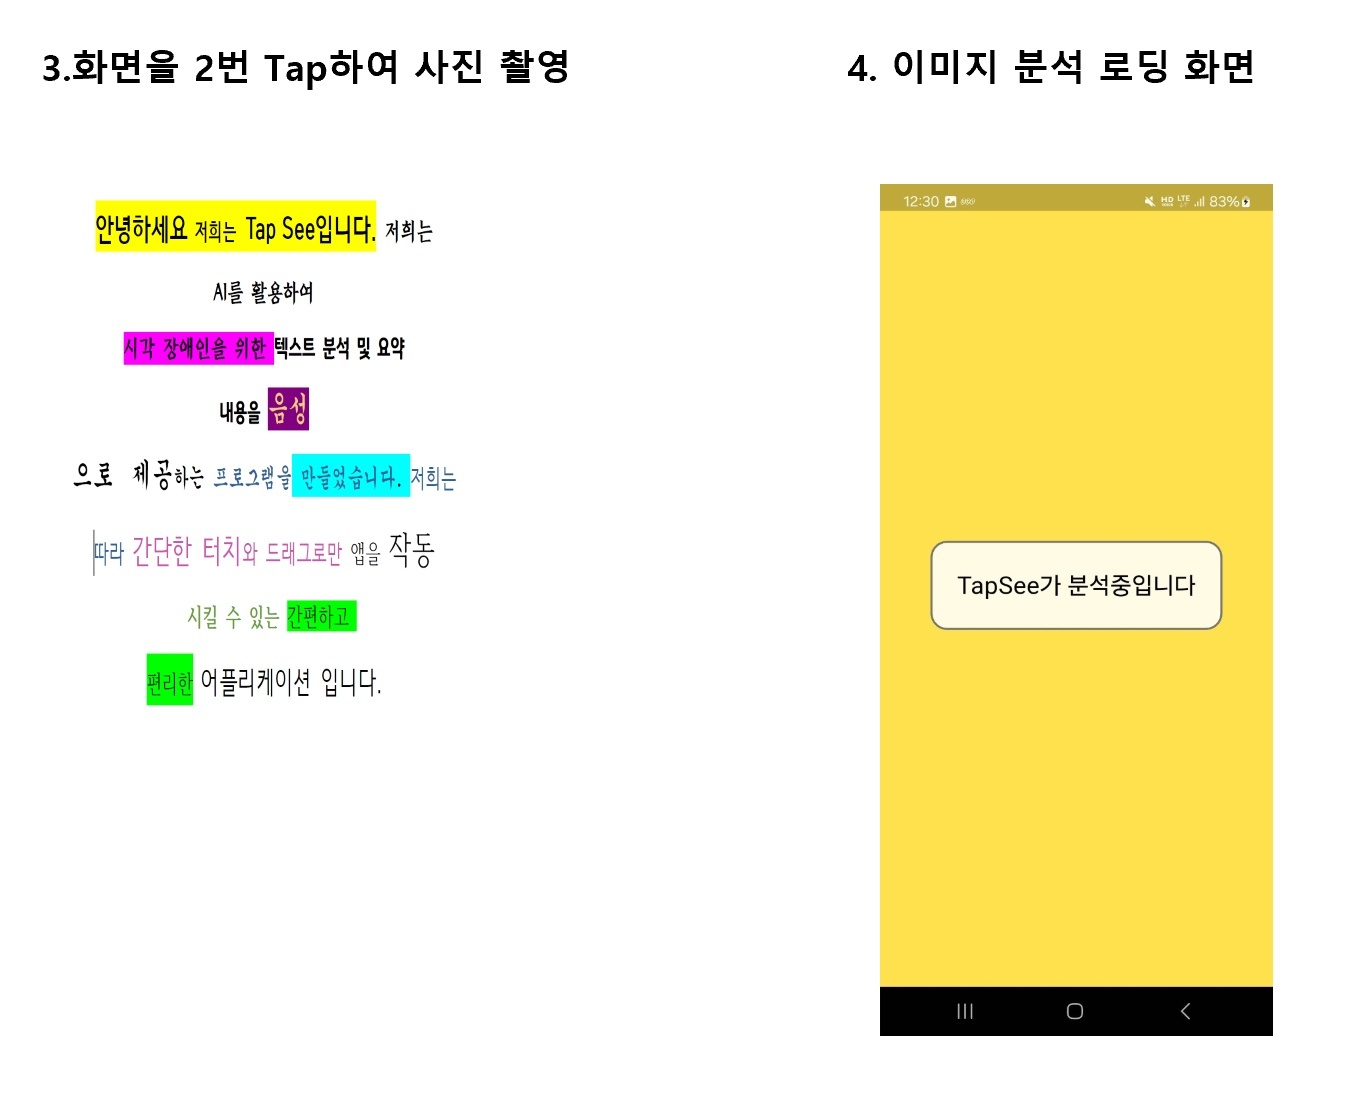 3.화면을 2번 Tap하여 사진 촬영
안녕하세요 저희는 Tap See입니다. 저희는
AI를 활용하여
시각 장애인을 위한 텍스트 분석 및 요약
내용을 음성
으로 제공하는 프로그램을 만들었습니다. 저희는
따라 간단한 터치와 드래그로만 앱을 작동
시킬 수 있는 간편하고
편리한 어플리케이션 입니다.
4. 이미지 분석 로딩 화면
12:30 HD LTE 83%
TapSee가 분석중입니다